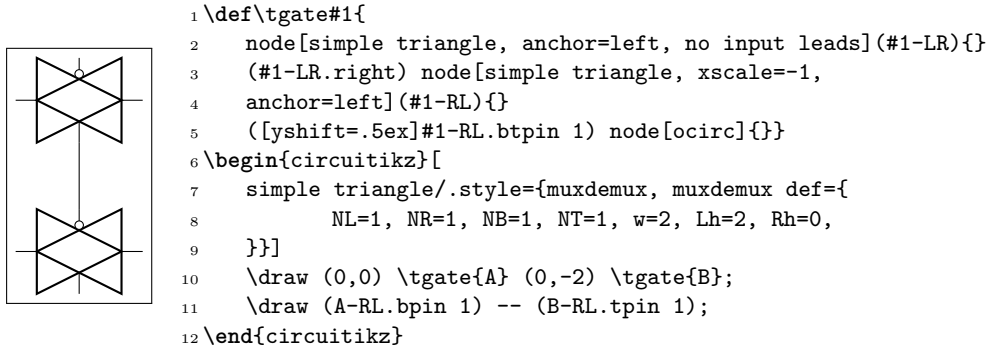 1 \def\tgate#1{
2     node[simple triangle, anchor=left, no input leads](#1-LR){}
3     (#1-LR.right) node[simple triangle, xscale=-1,
4     anchor=left](#1-RL){}
5     ([yshift=.5ex]#1-RL.btpin 1) node[ocirc]{}}
6 \begin{circuitikz}[
7     simple triangle/.style={muxdemux, muxdemux def={
8           NL=1, NR=1, NB=1, NT=1, w=2, Lh=2, Rh=0,
9     }}]
10     \draw (0,0) \tgate{A} (0,-2) \tgate{B};
11     \draw (A-RL.bpin 1) -- (B-RL.tpin 1);
12 \end{circuitikz}